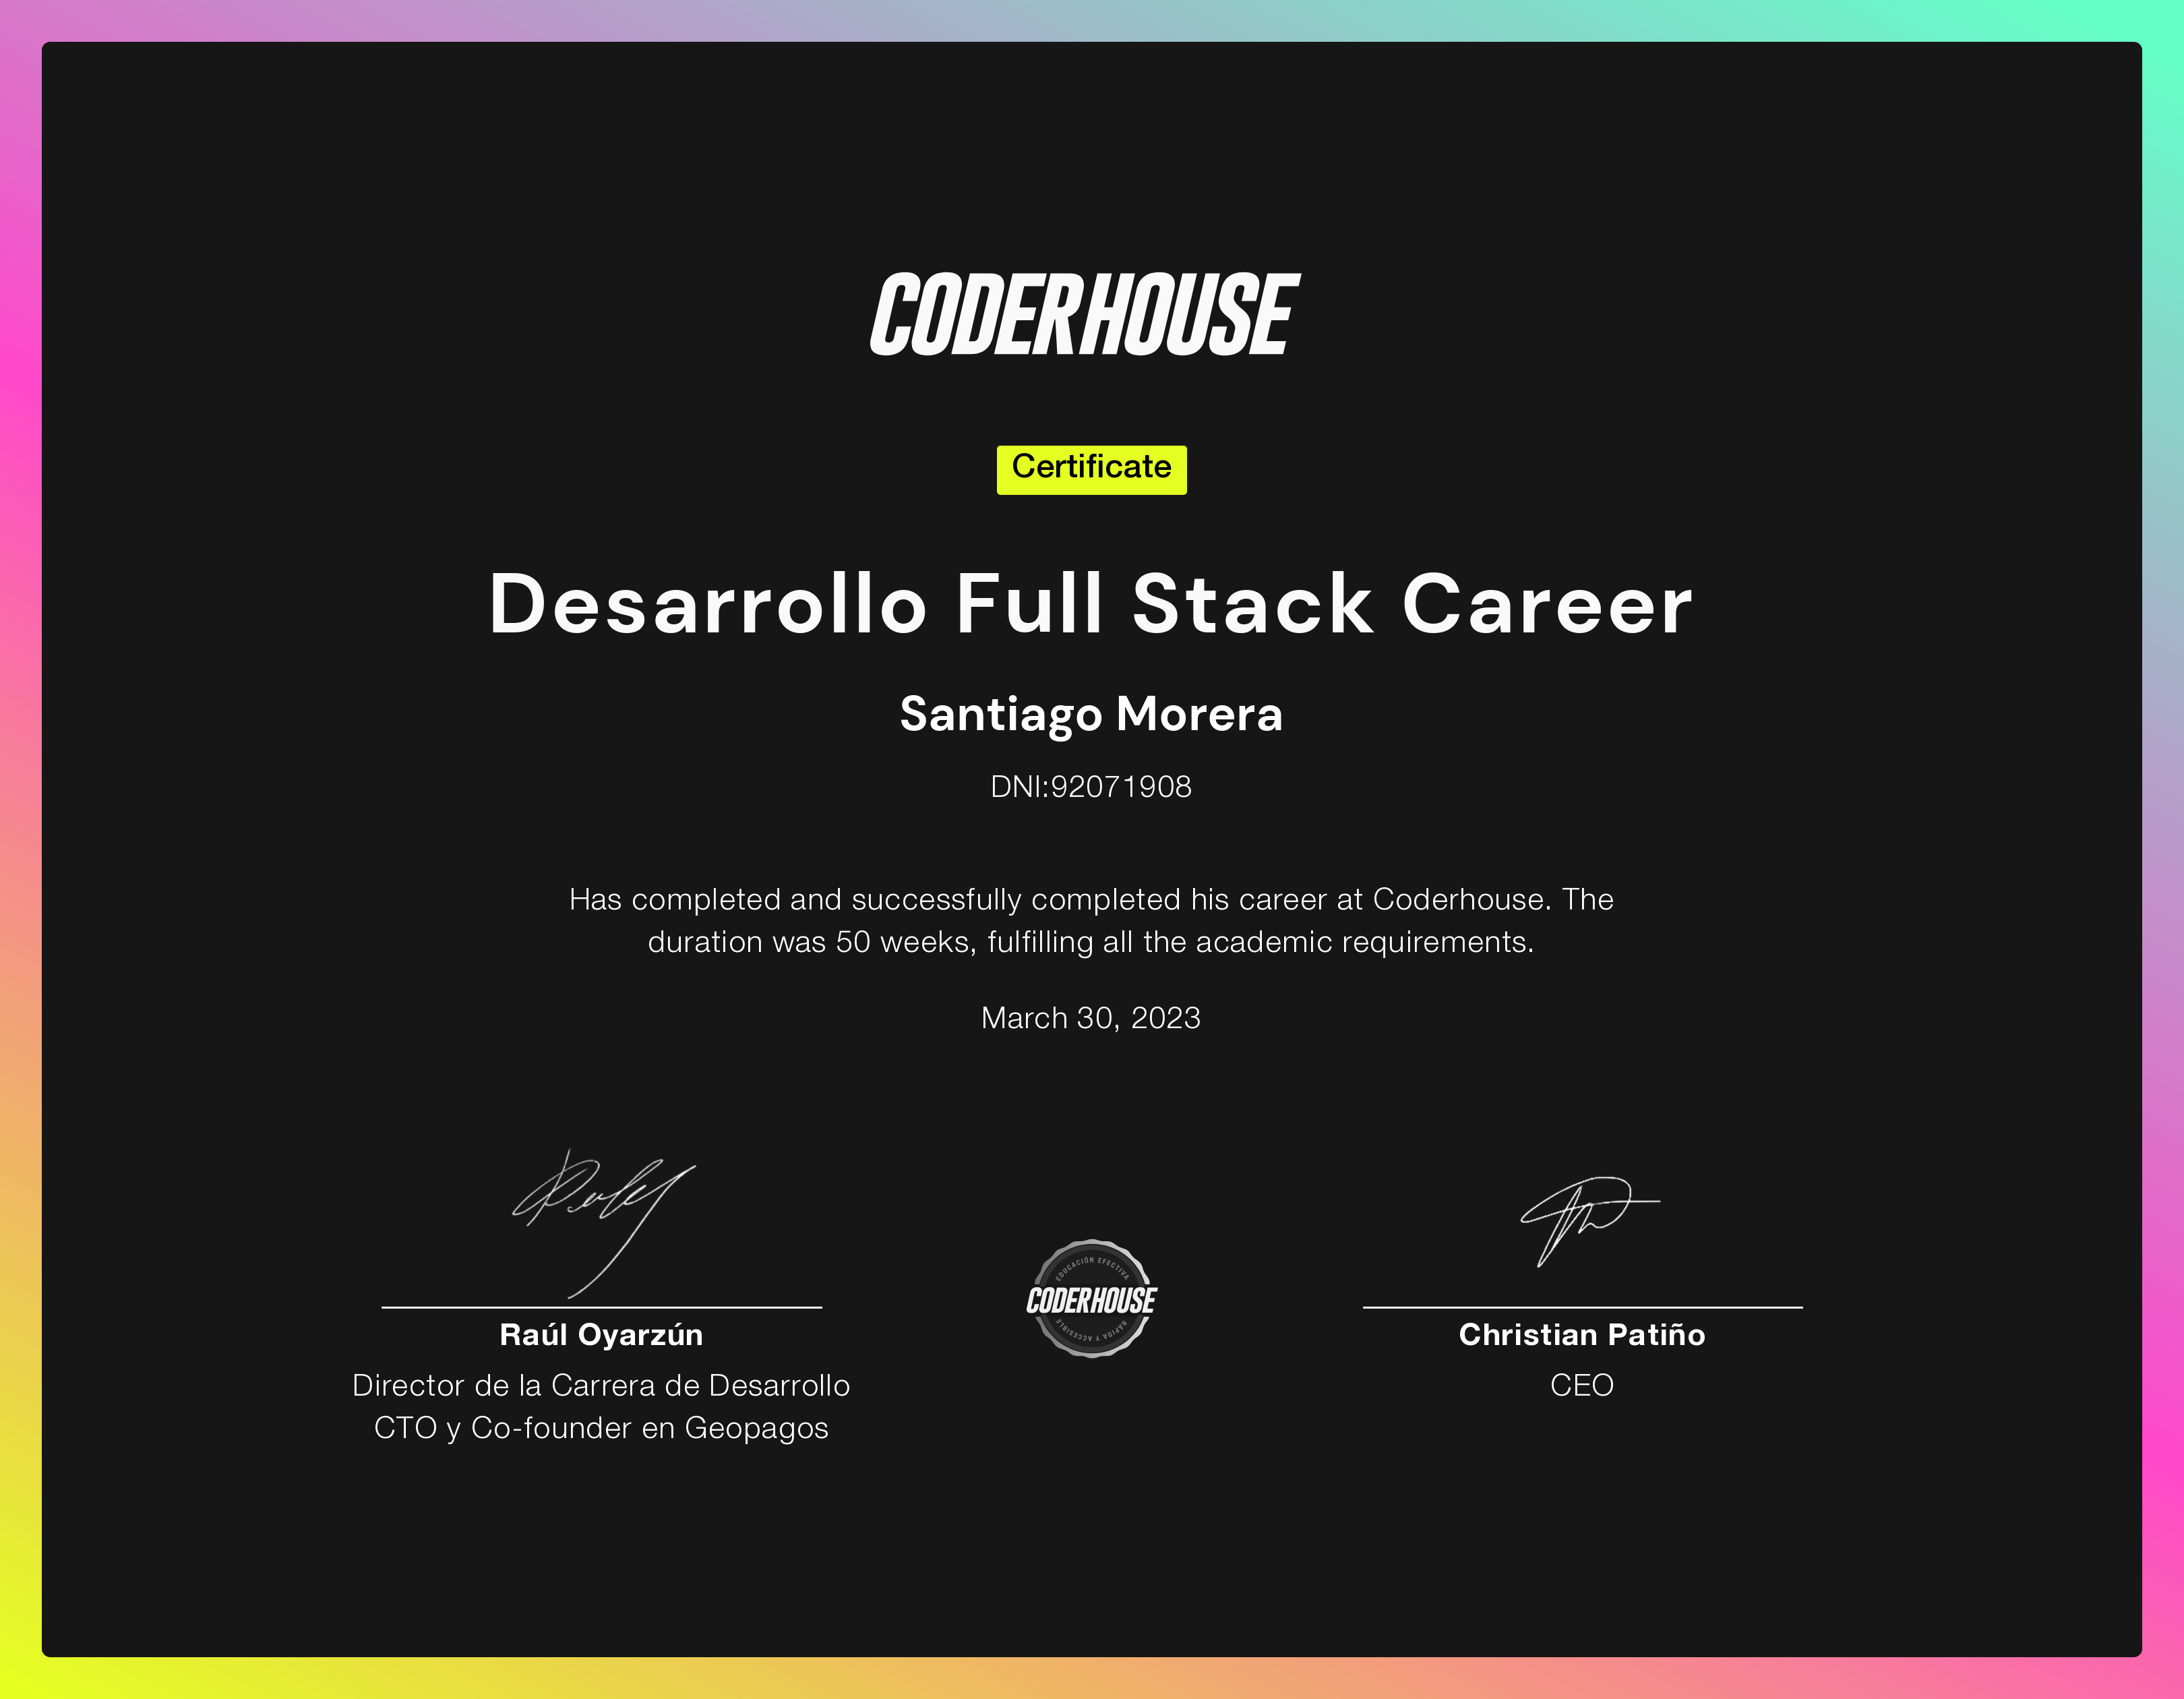 CODERHOUSE
Certificate
Desarrollo Full Stack Career
Santiago Morera
DNI:92071908
Has completed and successfully completed his career at Coderhouse. The
duration was 50 weeks, fulfilling all the academic requirements.
March 30, 2023
EDUCACIÓN EFECTIVA
CODERHOUSE
RÁPIDA Y ACCESIBLE
Raúl Oyarzún
Director de la Carrera de Desarrollo
CTO y Co-founder en Geopagos
Christian Patiño
CEO